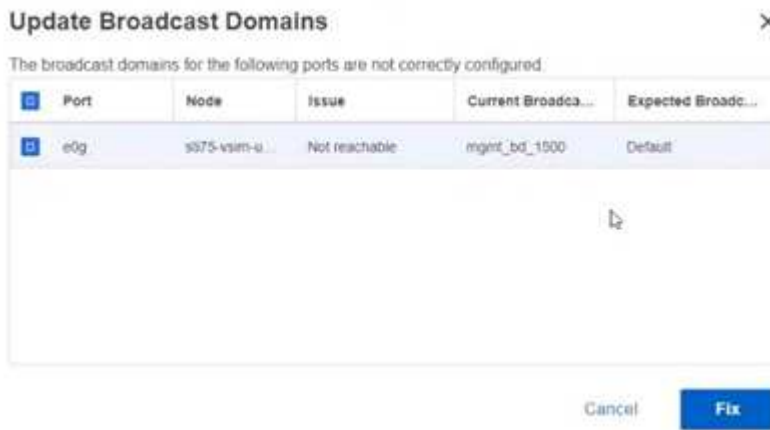 Update Broadcast Domains
The broadcast domains for the following ports are not correctly configured.
Port Node Issue Current Broadca... Expected Broadc...
e0g Not reachable mgmt_bd_1500 Default
Cancel Fix